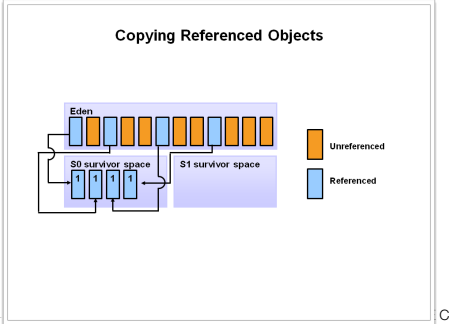 Copying Referenced Objects
Eden
S0 survivor space
S1 survivor space
1 1 1 1
Unreferenced
Referenced
C